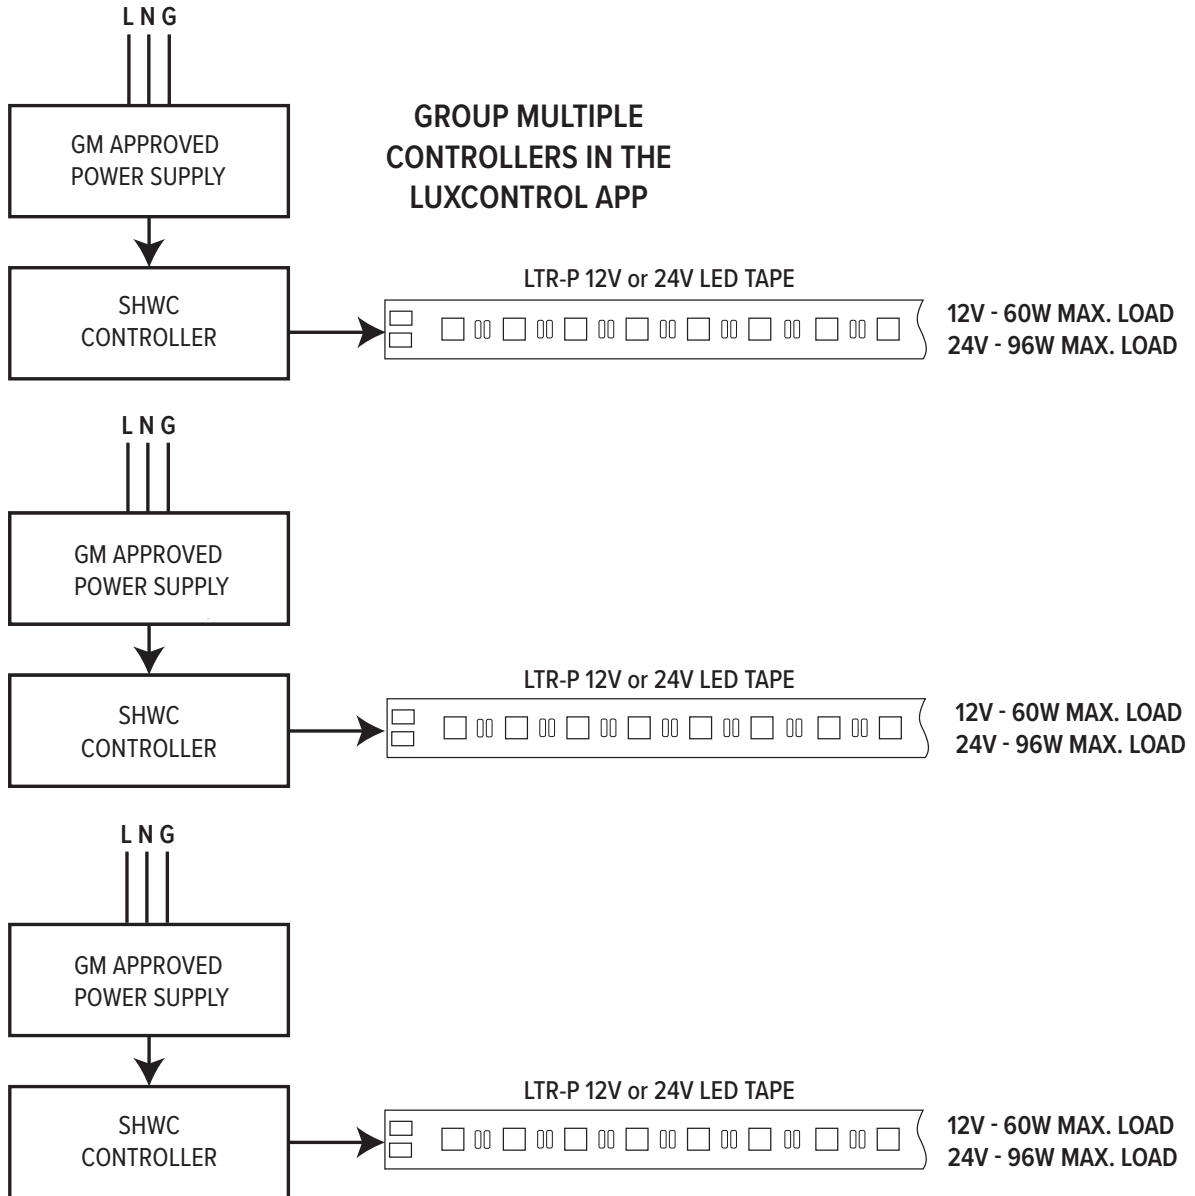 L N G
GM APPROVED
POWER SUPPLY
GROUP MULTIPLE
CONTROLLERS IN THE
LUXCONTROL APP
SHWC
CONTROLLER
LTR-P 12V or 24V LED TAPE
12V - 60W MAX. LOAD
24V - 96W MAX. LOAD
L N G
GM APPROVED
POWER SUPPLY
SHWC
CONTROLLER
LTR-P 12V or 24V LED TAPE
12V - 60W MAX. LOAD
24V - 96W MAX. LOAD
L N G
GM APPROVED
POWER SUPPLY
SHWC
CONTROLLER
LTR-P 12V or 24V LED TAPE
12V - 60W MAX. LOAD
24V - 96W MAX. LOAD